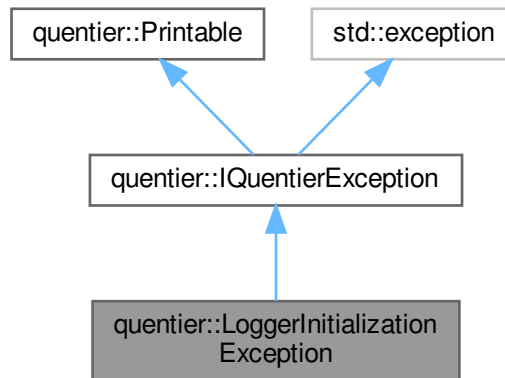 quentier::Printable
std::exception
quentier::IQuentierException
quentier::LoggerInitialization
Exception